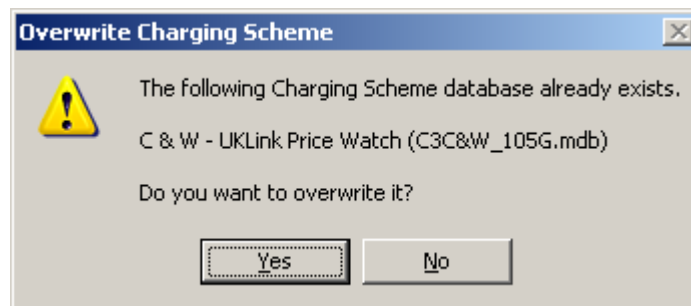 Overwrite Charging Scheme
The following Charging Scheme database already exists.
C & W - UKLink Price Watch (C3C&W_105G.mdb)
Do you want to overwrite it?
Yes
No